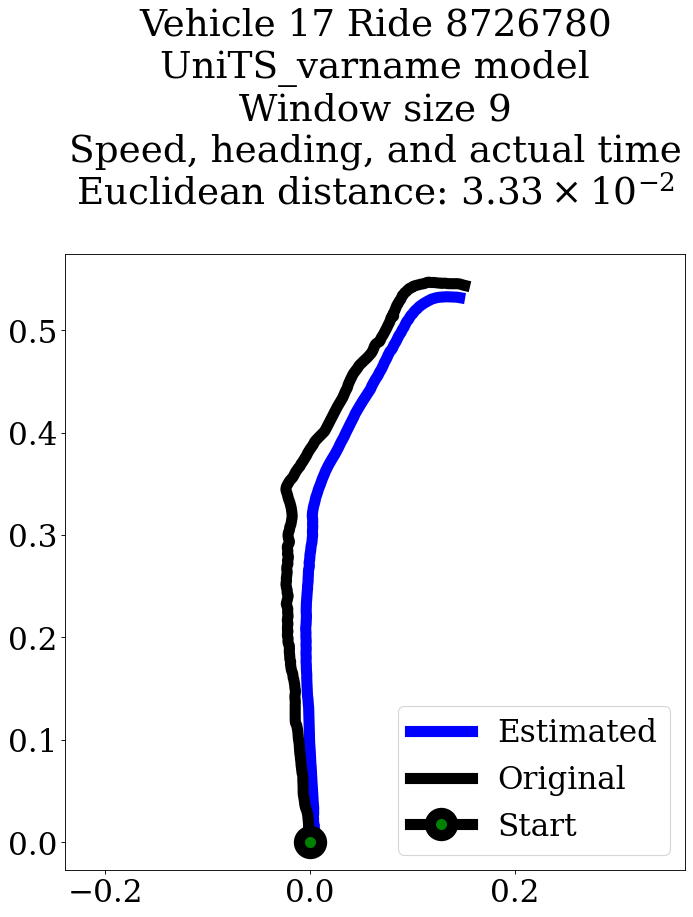 Vehicle 17 Ride 8726780
UniTS_varname model
Window size 9
Speed, heading, and actual time
Euclidean distance: 3.33 × 10⁻²
0.5
0.4
0.3
0.2
0.1
0.0
−0.2 0.0 0.2
Estimated
Original
Start